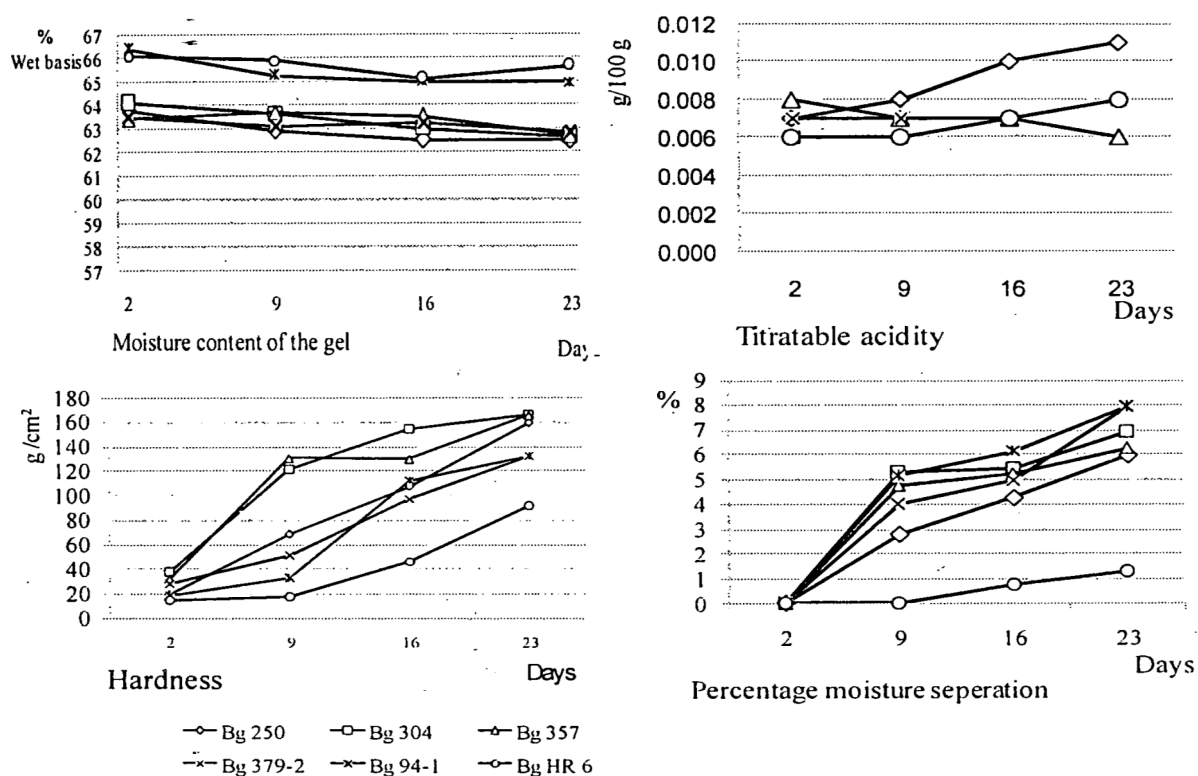 %
Wet basis
67
66
65
64
63
62
61
60
59
58
57
2 9 16 23
Moisture content of the gel
Day
g/100 g
0.012
0.010
0.008
0.006
0.004
0.002
0.000
2 9 16 23
Days
Titratable acidity
g/cm²
180
160
140
120
100
80
60
40
20
0
2 9 16 23
Hardness
Days
%
9
8
7
6
5
4
3
2
1
0
2 9 16 23
Days
Percentage moisture seperation
Bg 250 Bg 304 Bg 357
Bg 379-2 Bg 94-1 Bg HR 6